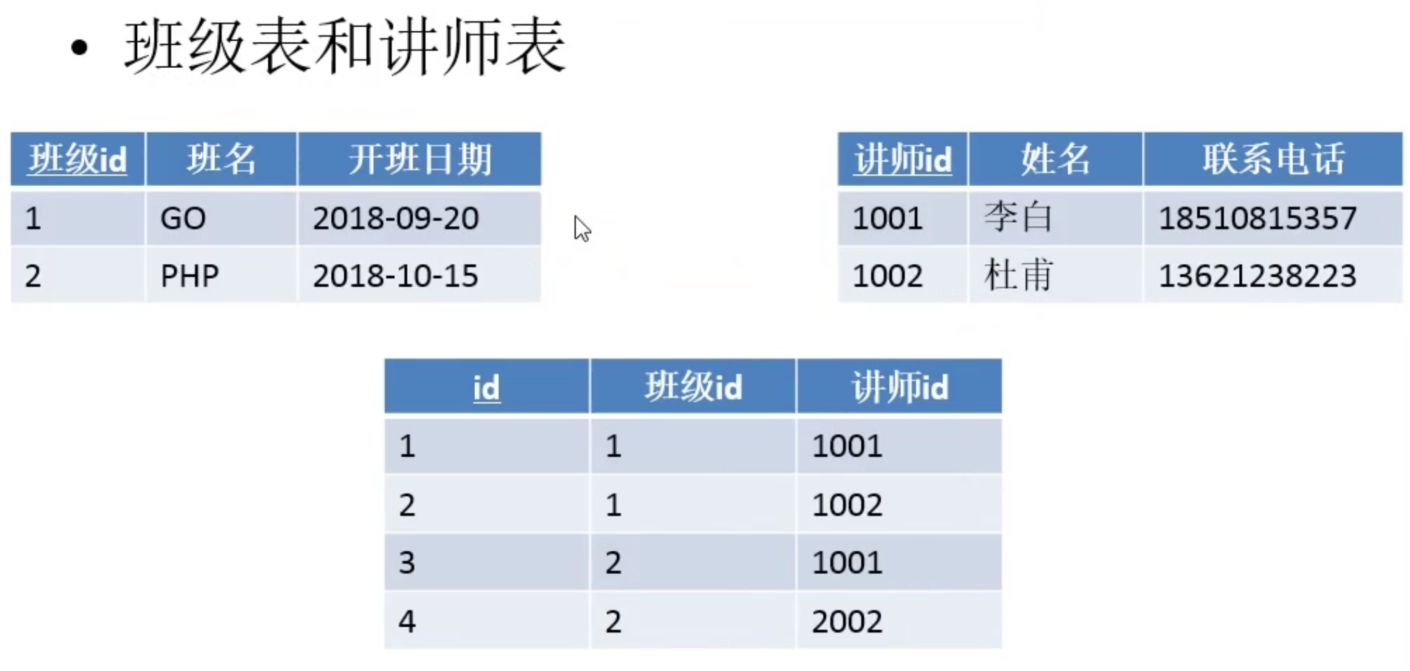 • 班级表和讲师表
班级id 班名 开班日期
1 GO 2018-09-20
2 PHP 2018-10-15
讲师id 姓名 联系电话
1001 李白 18510815357
1002 杜甫 13621238223
id 班级id 讲师id
1 1 1001
2 1 1002
3 2 1001
4 2 2002